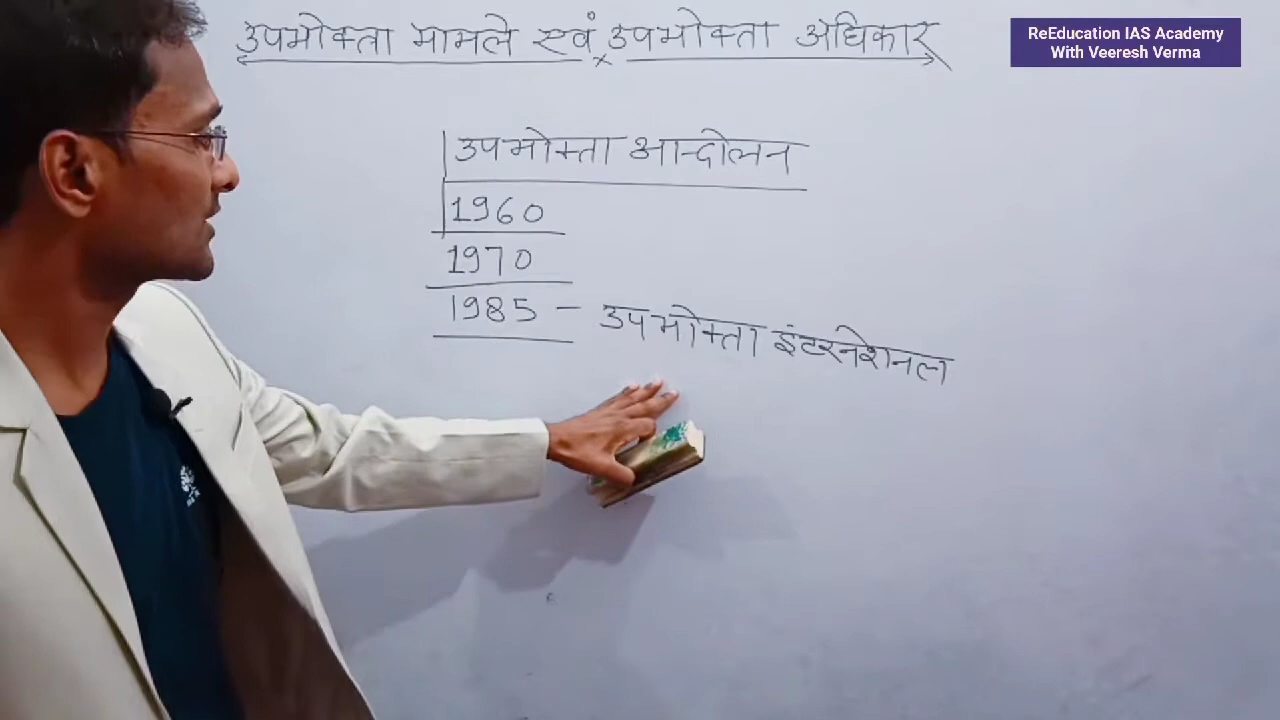 उपभोक्ता मामले एवं उपभोक्ता अधिकार
ReEducation IAS Academy
With Veeresh Verma
उपभोक्ता आन्दोलन
1960
1970
1985 - उपभोक्ता इंटरनेशनल